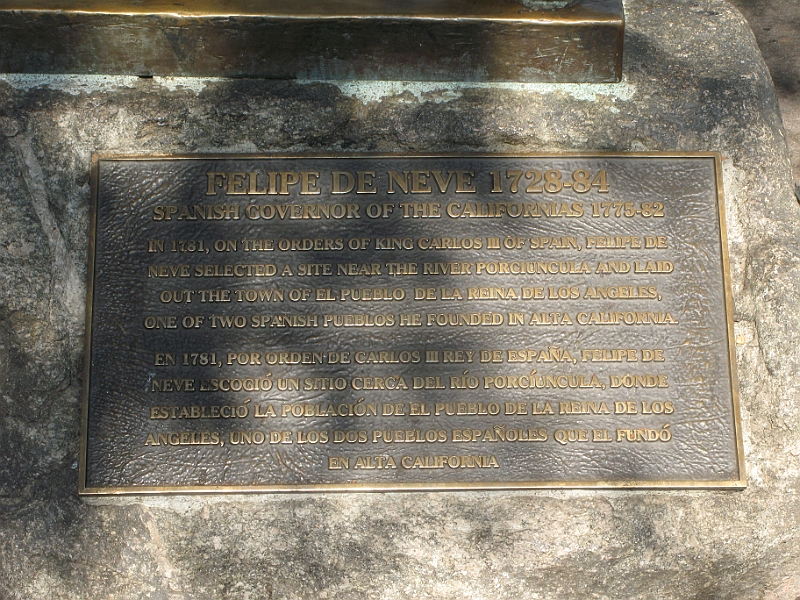 FELIPE DE NEVE 1728-84
SPANISH GOVERNOR OF THE CALIFORNIAS 1775-82
IN 1781, ON THE ORDERS OF KING CARLOS III OF SPAIN, FELIPE DE
NEVE SELECTED A SITE NEAR THE RIVER PORCIUNCULA AND LAID
OUT THE TOWN OF EL PUEBLO DE LA REINA DE LOS ANGELES,
ONE OF TWO SPANISH PUEBLOS HE FOUNDED IN ALTA CALIFORNIA.
EN 1781, POR ORDEN DE CARLOS III REY DE ESPAÑA, FELIPE DE
NEVE ESCOGIÓ UN SITIO CERCA DEL RÍO PORCÍUNCULA, DONDE
ESTABLECIÓ LA POBLACIÓN DE EL PUEBLO DE LA REINA DE LOS
ANGELES, UNO DE LOS DOS PUEBLOS ESPAÑOLES QUE EL FUNDÓ
EN ALTA CALIFORNIA